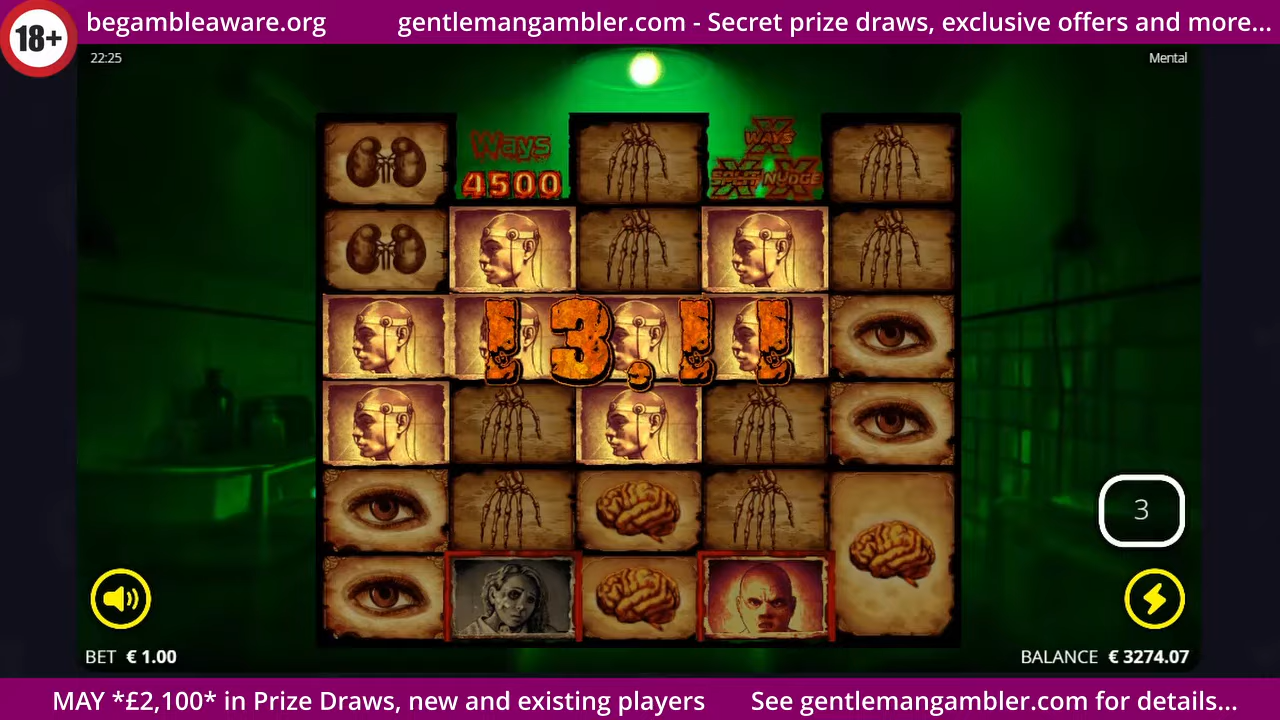 18+
begambleaware.org
gentlemangambler.com - Secret prize draws, exclusive offers and more...
22:25
Mental
Ways
4500
WAYS
SPLIT NUDGE
3
BET € 1.00
BALANCE € 3274.07
MAY *£2,100* in Prize Draws, new and existing players
See gentlemangambler.com for details...